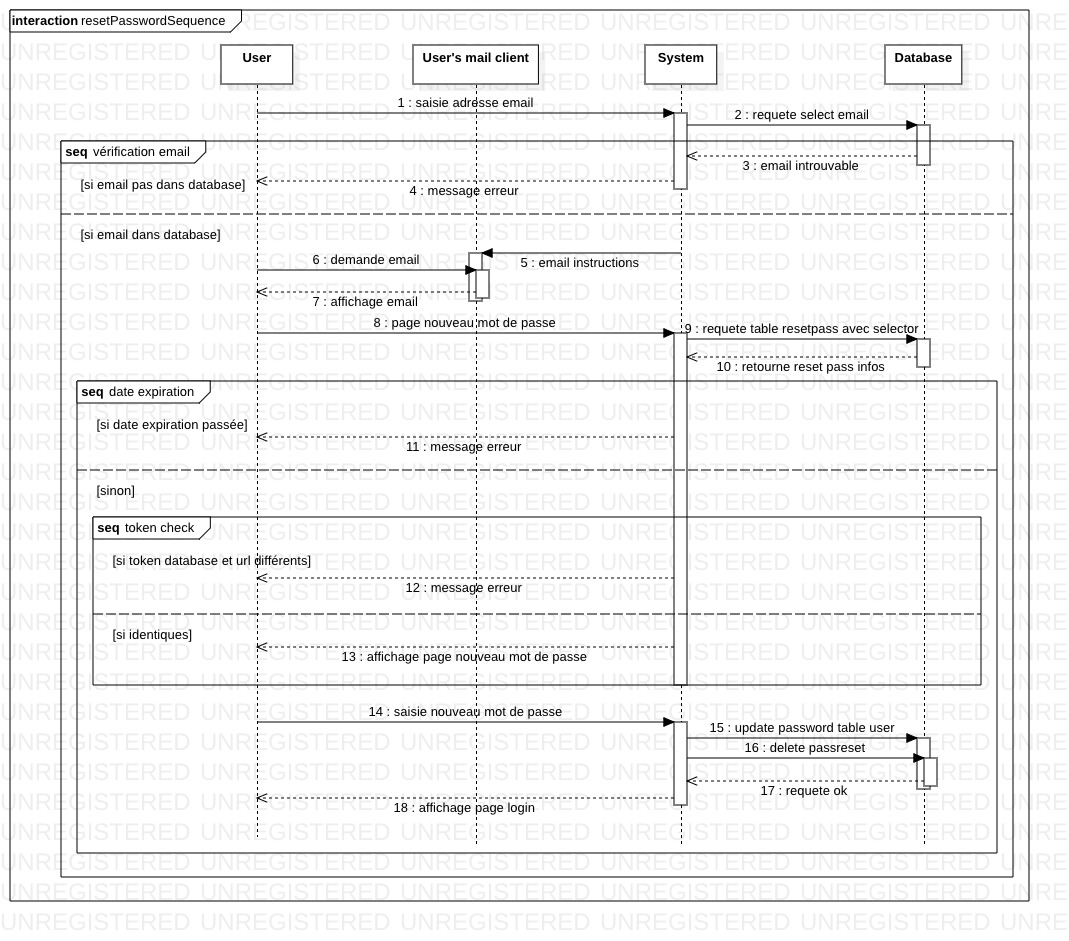 interaction resetPasswordSequence
User
User's mail client
System
Database
1 : saisie adresse email
2 : requete select email
seq vérification email
3 : email introuvable
[si email pas dans database]
4 : message erreur
[si email dans database]
5 : email instructions
6 : demande email
7 : affichage email
8 : page nouveau mot de passe
9 : requete table resetpass avec selector
10 : retourne reset pass infos
seq date expiration
[si date expiration passée]
11 : message erreur
[sinon]
seq token check
[si token database et url différents]
12 : message erreur
[si identiques]
13 : affichage page nouveau mot de passe
14 : saisie nouveau mot de passe
15 : update password table user
16 : delete passreset
17 : requete ok
18 : affichage page login
UNREGISTERED